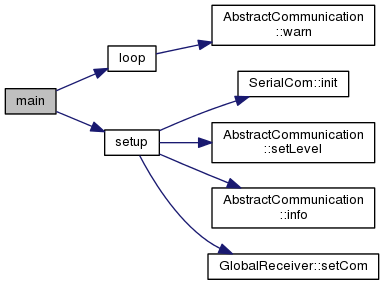 main
loop
setup
AbstractCommunication
::warn
SerialCom::init
AbstractCommunication
::setLevel
AbstractCommunication
::info
GlobalReceiver::setCom